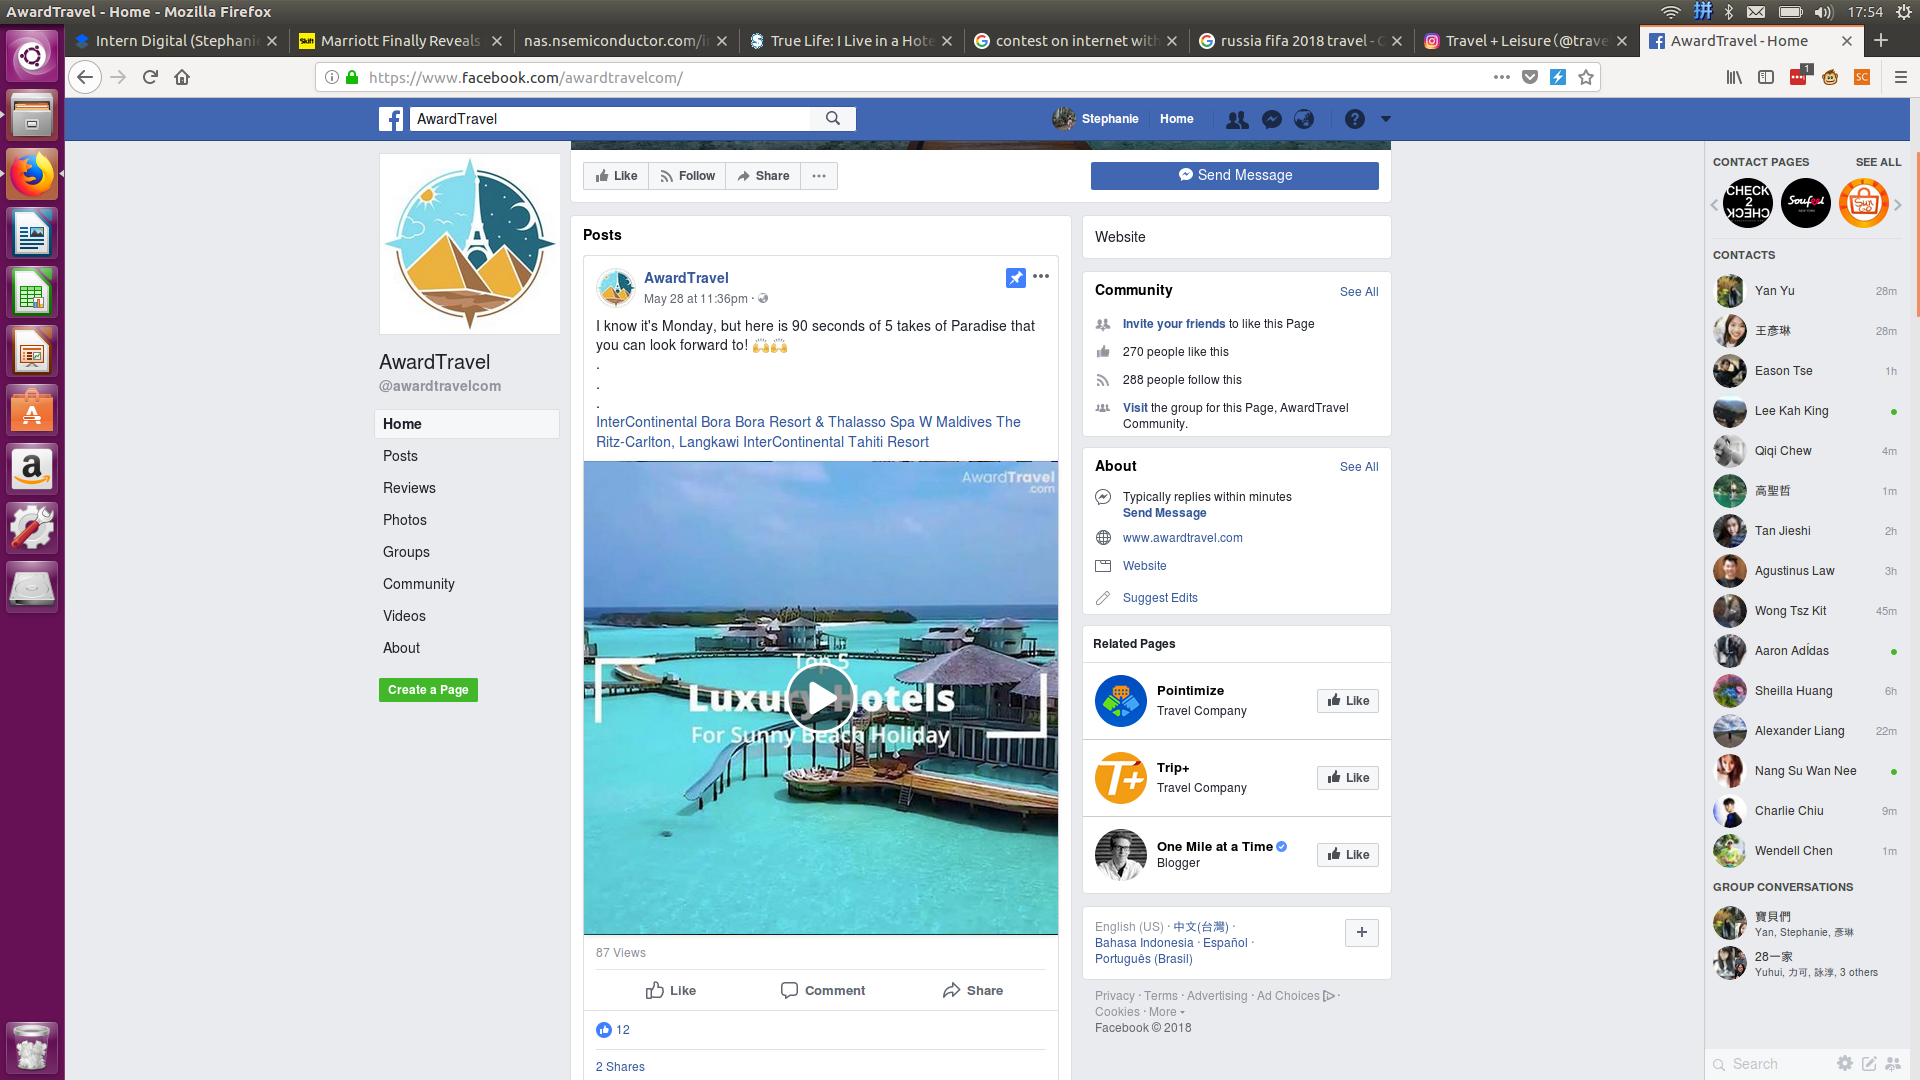 AwardTravel - Home - Mozilla Firefox
拼
17:54
Intern Digital (Stephanie
Marriott Finally Reveals
nas.nsemiconductor.com/i
True Life: I Live in a Hote
contest on internet with
russia fifa 2018 travel - G
Travel + Leisure (@trave
AwardTravel - Home
https://www.facebook.com/awardtravelcom/
1
SC
AwardTravel
Stephanie
Home
Like
Follow
Share
Send Message
AwardTravel
@awardtravelcom
Home
Posts
Reviews
Photos
Groups
Community
Videos
About
Create a Page
Posts
AwardTravel
May 28 at 11:36pm ·
I know it's Monday, but here is 90 seconds of 5 takes of Paradise that
you can look forward to! 🙌🙌
.
.
.
InterContinental Bora Bora Resort & Thalasso Spa W Maldives The
Ritz-Carlton, Langkawi InterContinental Tahiti Resort
AwardTravel
.com
Top 5
Luxury Hotels
For Sunny Beach Holiday
87 Views
Like
Comment
Share
12
2 Shares
Website
Community
See All
Invite your friends to like this Page
270 people like this
288 people follow this
Visit the group for this Page, AwardTravel
Community.
About
See All
Typically replies within minutes
Send Message
www.awardtravel.com
Website
Suggest Edits
Related Pages
Pointimize
Travel Company
Like
T+
Trip+
Travel Company
Like
One Mile at a Time
Blogger
Like
English (US) · 中文(台灣) ·
Bahasa Indonesia · Español ·
Português (Brasil)
Privacy · Terms · Advertising · Ad Choices ·
Cookies · More
Facebook © 2018
CONTACT PAGES
SEE ALL
CHECK
2
CHECK
Soufeel
CONTACTS
Yan Yu 28m
王彥琳 28m
Eason Tse 1h
Lee Kah King
Qiqi Chew 4m
高聖哲 1m
Tan Jieshi 2h
Agustinus Law 3h
Wong Tsz Kit 45m
Aaron AdÍdas
Sheilla Huang 6h
Alexander Liang 22m
Nang Su Wan Nee
Charlie Chiu 9m
Wendell Chen 1m
GROUP CONVERSATIONS
寶貝們
Yan, Stephanie, 彥琳
28一家
Yuhui, 力可, 詠淳, 3 others
Search